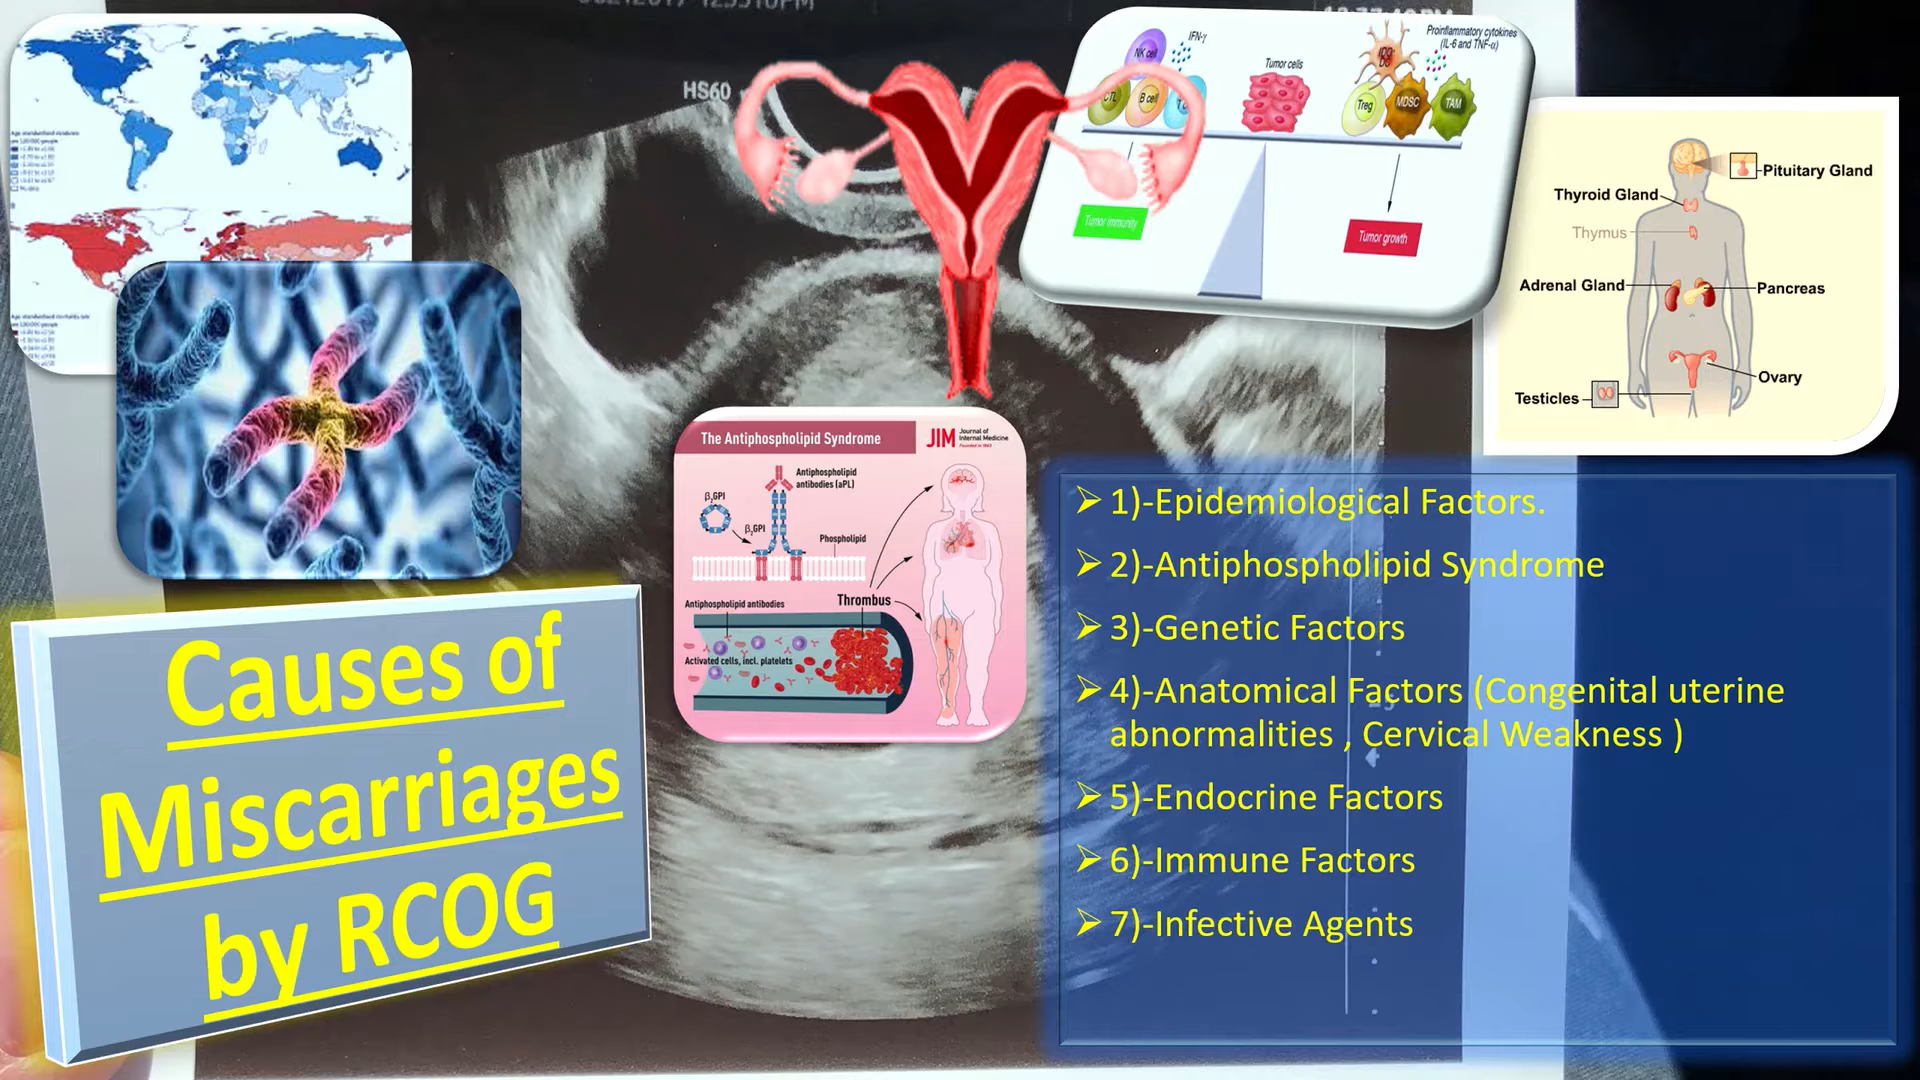 HS60
NK cell
IFN-γ
CTL
B cell
Tumor cells
Proinflammatory cytokines
(IL-6 and TNF-α)
Treg
MDSC
TAM
Tumor immunity
Tumor growth
Pituitary Gland
Thyroid Gland
Thymus
Adrenal Gland
Pancreas
Ovary
Testicles
The Antiphospholipid Syndrome
JIM Journal of
Internal Medicine
Antiphospholipid
antibodies (aPL)
β₂GPI
β₂GPI
Phospholipid
Thrombus
Antiphospholipid antibodies
Activated cells, incl. platelets
Causes of
Miscarriages
by RCOG
➢ 1)-Epidemiological Factors.
➢ 2)-Antiphospholipid Syndrome
➢ 3)-Genetic Factors
➢ 4)-Anatomical Factors (Congenital uterine
abnormalities , Cervical Weakness )
➢ 5)-Endocrine Factors
➢ 6)-Immune Factors
➢ 7)-Infective Agents